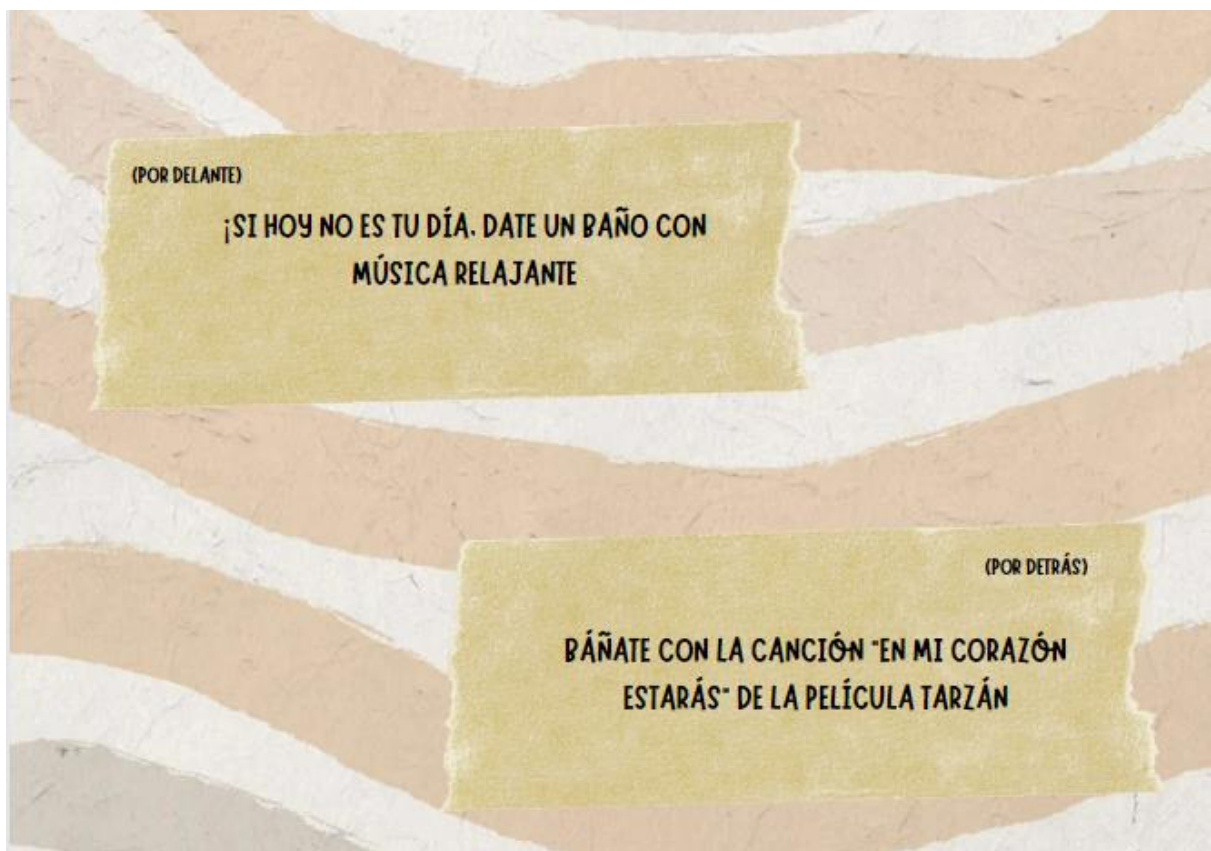 (POR DELANTE)
¡SI HOY NO ES TU DÍA, DATE UN BAÑO CON
MÚSICA RELAJANTE
(POR DETRÁS)
BÁÑATE CON LA CANCIÓN "EN MI CORAZÓN
ESTARÁS" DE LA PELÍCULA TARZÁN